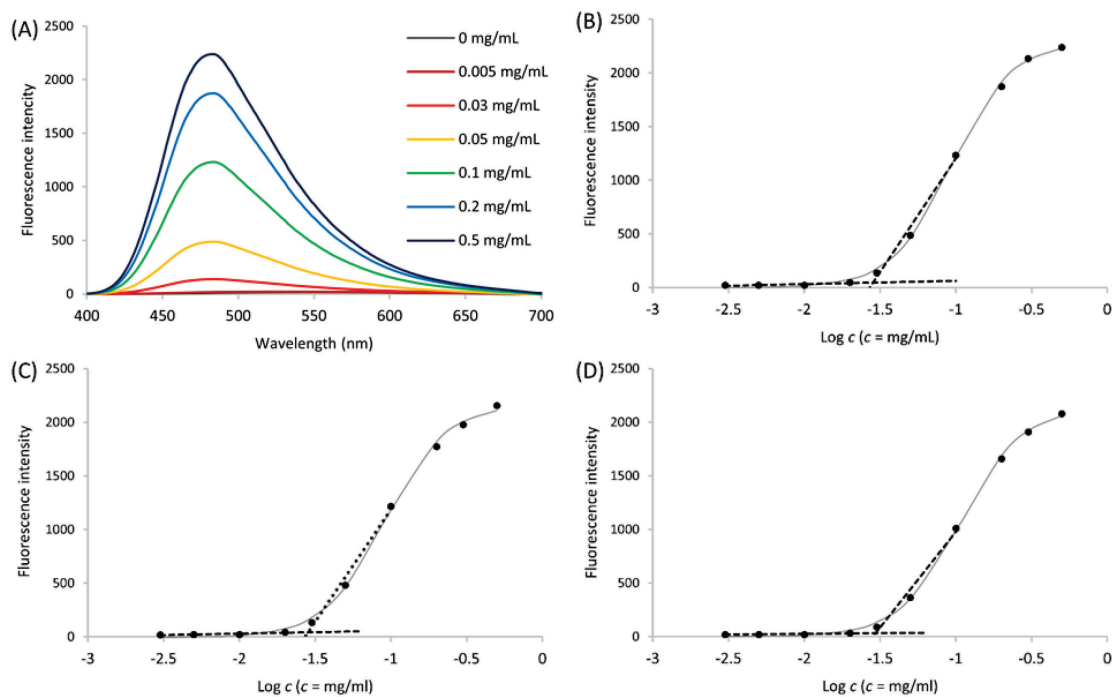 (A)
Fluorescence intencity
2500
2000
1500
1000
500
0
400
450
500
550
600
650
700
Wavelength (nm)
0 mg/mL
0.005 mg/mL
0.03 mg/mL
0.05 mg/mL
0.1 mg/mL
0.2 mg/mL
0.5 mg/mL
(B)
Fluorescence intensity
2500
2000
1500
1000
500
0
-3
-2.5
-2
-1.5
-1
-0.5
0
Log c (c = mg/mL)
(C)
Fluorescence intensity
2500
2000
1500
1000
500
0
-3
-2.5
-2
-1.5
-1
-0.5
0
Log c (c = mg/ml)
(D)
Fluorescence intensity
2500
2000
1500
1000
500
0
-3
-2.5
-2
-1.5
-1
-0.5
0
Log c (c = mg/ml)